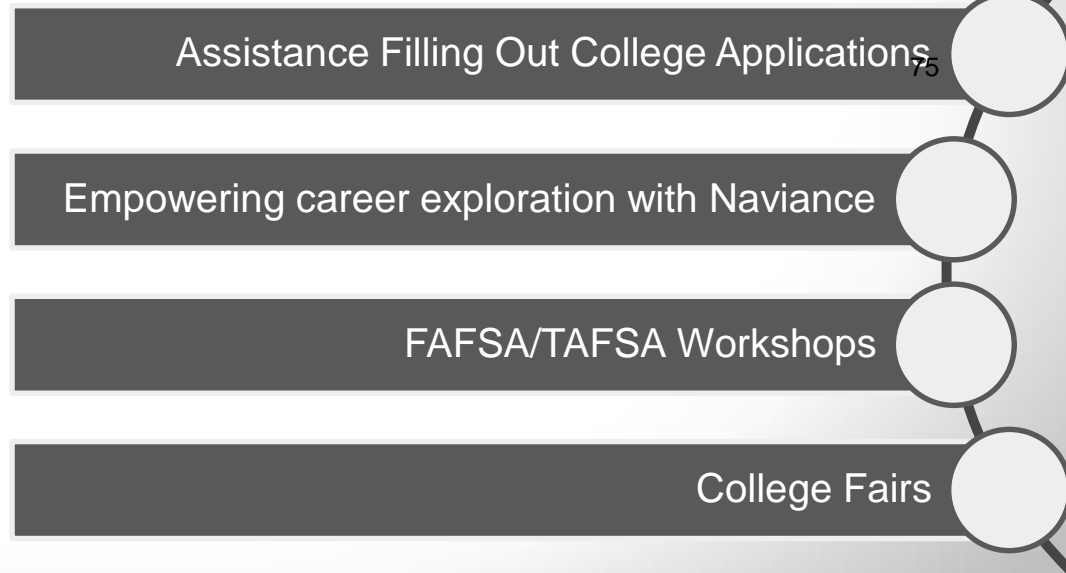 Assistance Filling Out College Applications
75
Empowering career exploration with Naviance
FAFSA/TAFSA Workshops
College Fairs